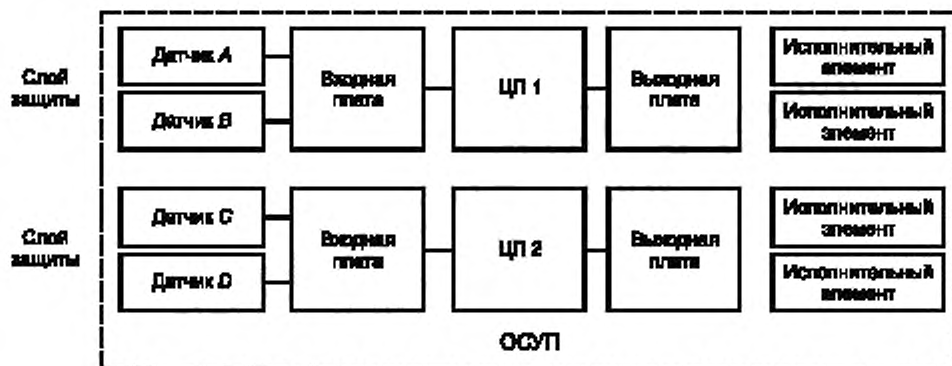 Слой
защиты
Датчик A
Датчик B
Входная
плата
ЦП 1
Выходная
плата
Исполнительный
элемент
Исполнительный
элемент
Слой
защиты
Датчик C
Датчик D
Входная
плата
ЦП 2
Выходная
плата
Исполнительный
элемент
Исполнительный
элемент
ОСУП